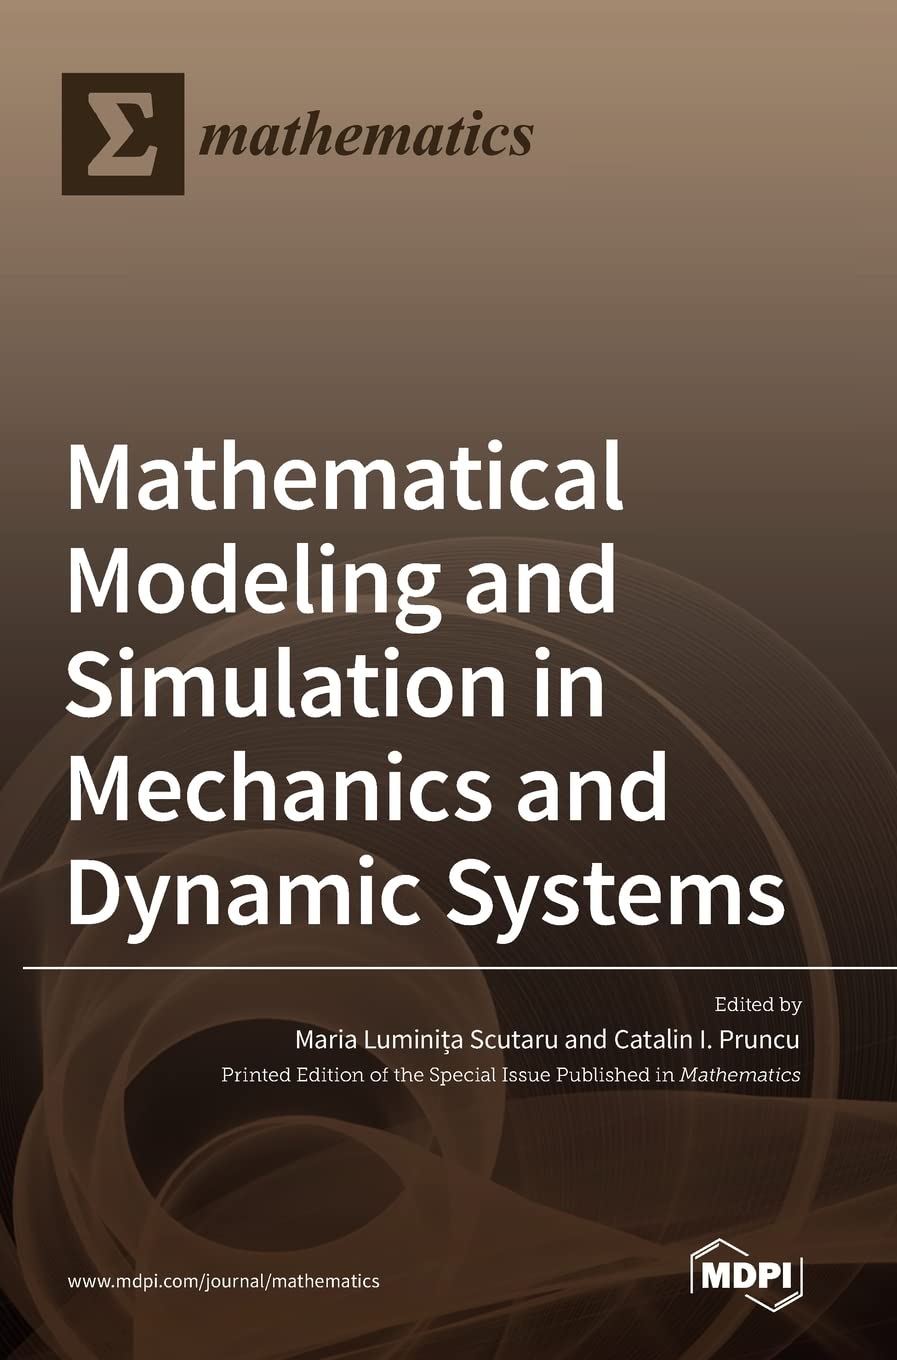 Σ mathematics
Mathematical
Modeling and
Simulation in
Mechanics and
Dynamic Systems
Edited by
Maria Luminița Scutaru and Catalin I. Pruncu
Printed Edition of the Special Issue Published in Mathematics
www.mdpi.com/journal/mathematics
MDPI